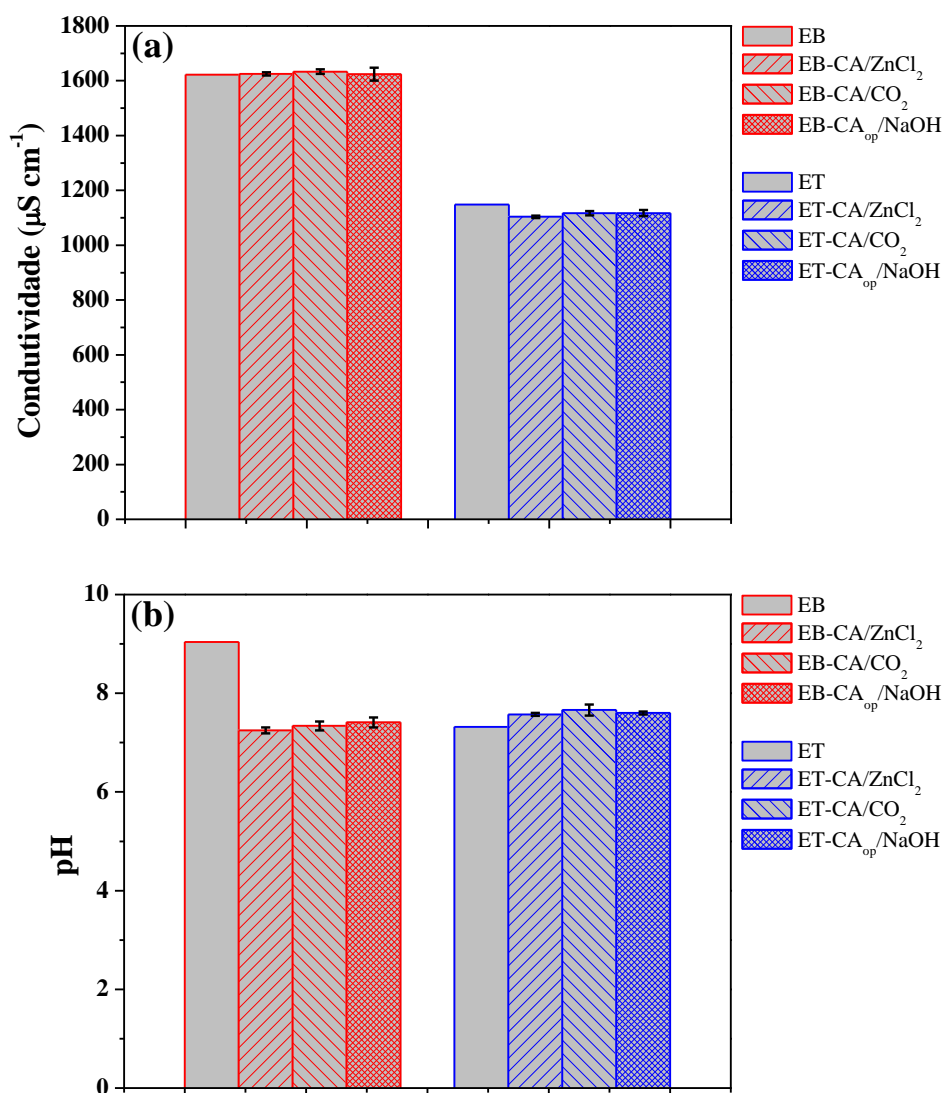 (a)
Condutividade (µS cm⁻¹)
1800
1600
1400
1200
1000
800
600
400
200
0
EB
EB-CA/ZnCl₂
EB-CA/CO₂
EB-CAₒₚ/NaOH
ET
ET-CA/ZnCl₂
ET-CA/CO₂
ET-CAₒₚ/NaOH
(b)
pH
10
8
6
4
2
0
EB
EB-CA/ZnCl₂
EB-CA/CO₂
EB-CAₒₚ/NaOH
ET
ET-CA/ZnCl₂
ET-CA/CO₂
ET-CAₒₚ/NaOH